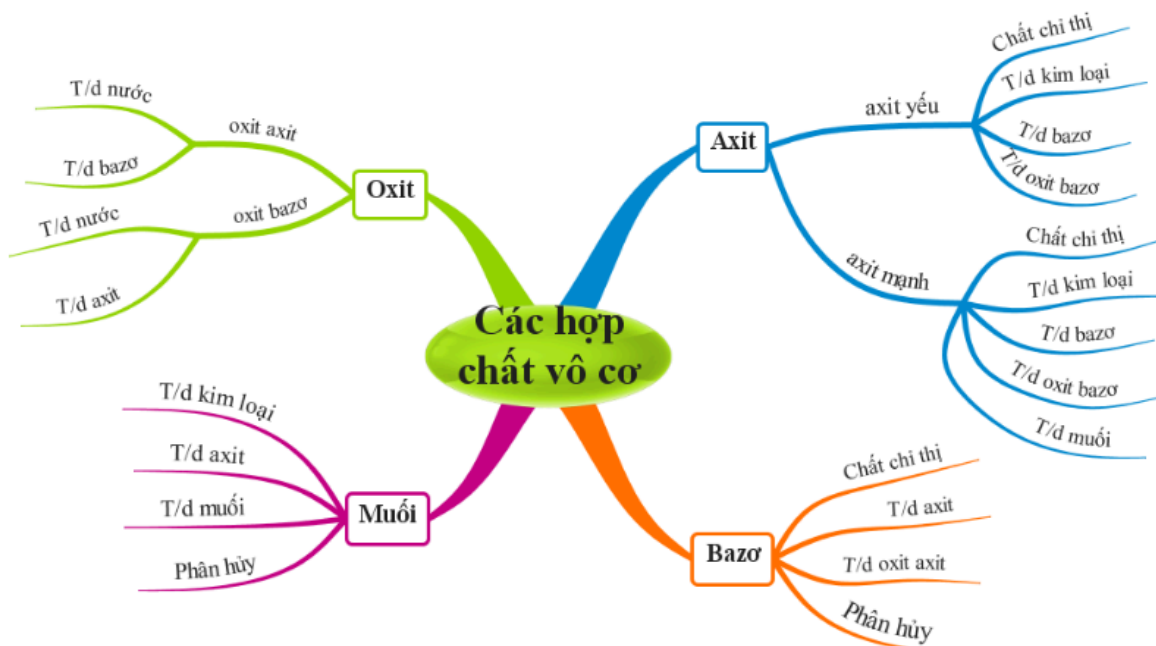 Các hợp
chất vô cơ
Oxit
oxit axit
T/d nước
T/d bazơ
oxit bazơ
T/d nước
T/d axit
Axit
axit yếu
Chất chỉ thị
T/d kim loại
T/d bazơ
T/d oxit bazơ
axit mạnh
Chất chỉ thị
T/d kim loại
T/d bazơ
T/d oxit bazơ
T/d muối
Muối
T/d kim loại
T/d axit
T/d muối
Phân hủy
Bazơ
Chất chỉ thị
T/d axit
T/d oxit axit
Phân hủy